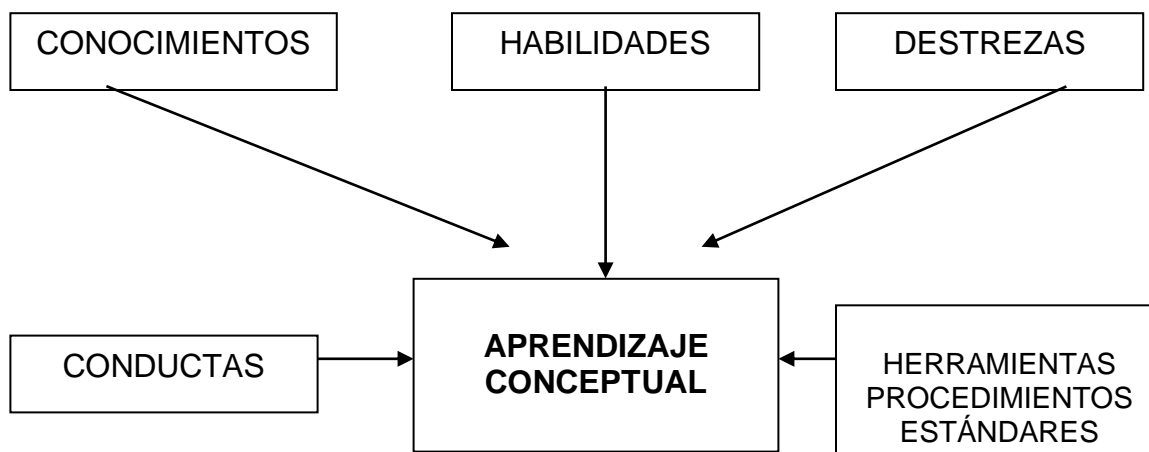 CONOCIMIENTOS
HABILIDADES
DESTREZAS
CONDUCTAS
APRENDIZAJE
CONCEPTUAL
HERRAMIENTAS
PROCEDIMIENTOS
ESTÁNDARES